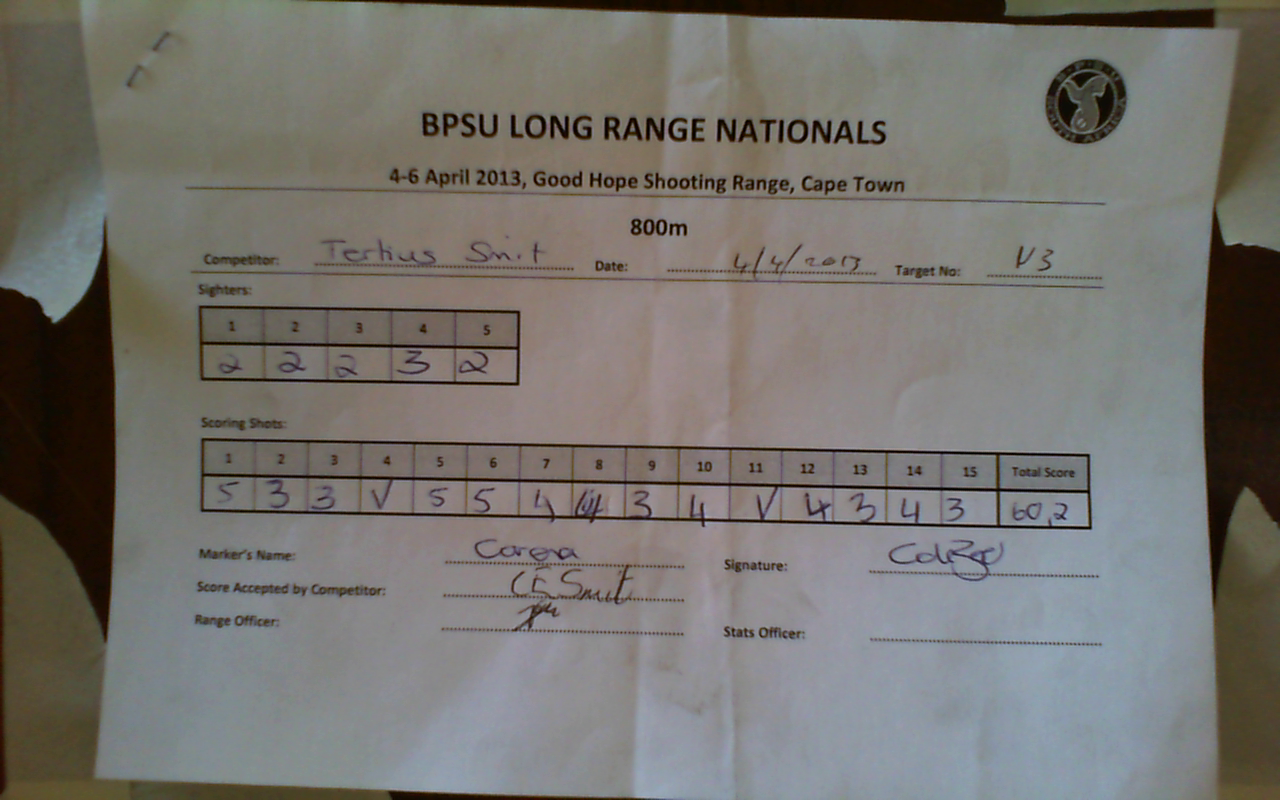 B·P·S·U
SOUTH AFRICA
BPSU LONG RANGE NATIONALS
4-6 April 2013, Good Hope Shooting Range, Cape Town
800m
Competitor: Tertius Smit Date: 4/4/2013 Target No: V3
Sighters:
1 2 3 4 5
2 2 2 3 2
Scoring Shots:
1 2 3 4 5 6 7 8 9 10 11 12 13 14 15 Total Score
5 3 3 V 5 5 4 4 3 4 V 4 3 4 3 60,2
Marker's Name: Corena Signature:
Score Accepted by Competitor: CE Smit
Range Officer: Stats Officer: